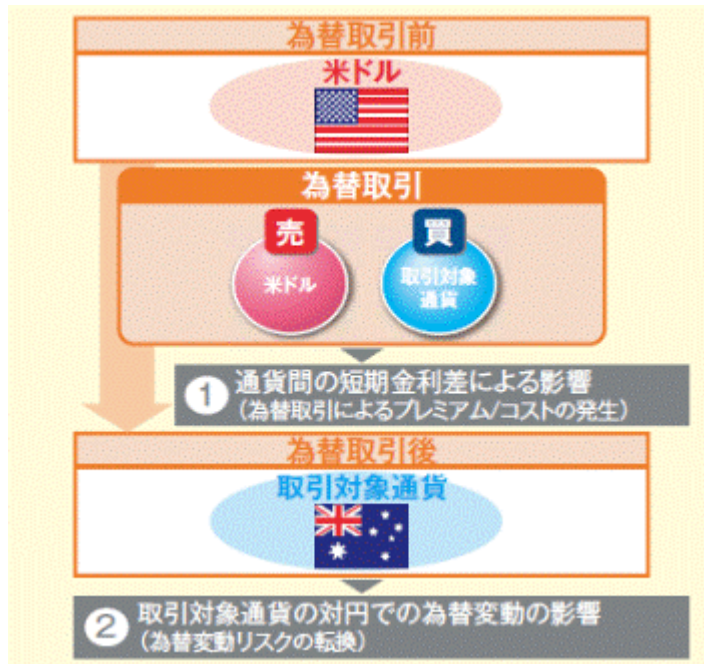 為替取引前
米ドル
為替取引
売
買
米ドル
取引対象
通貨
1 通貨間の短期金利差による影響
(為替取引によるプレミアム/コストの発生)
為替取引後
取引対象通貨
2 取引対象通貨の対円での為替変動の影響
(為替変動リスクの転換)